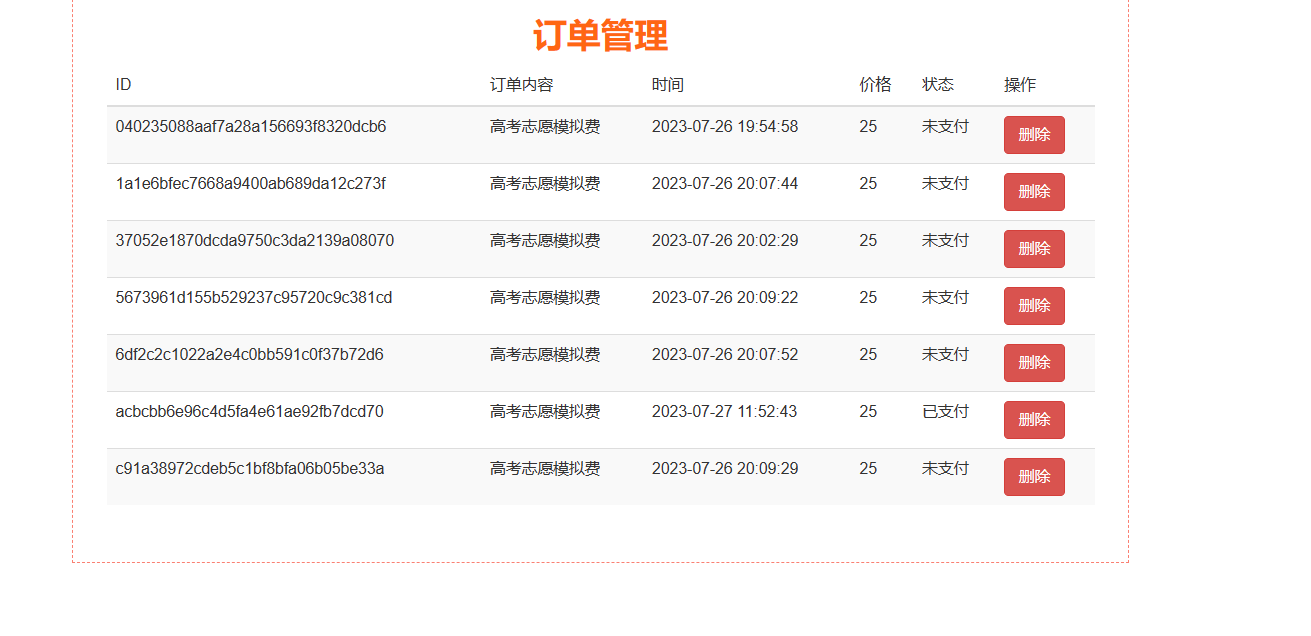 订单管理
ID 订单内容 时间 价格 状态 操作
040235088aaf7a28a156693f8320dcb6 高考志愿模拟费 2023-07-26 19:54:58 25 未支付 删除
1a1e6bfec7668a9400ab689da12c273f 高考志愿模拟费 2023-07-26 20:07:44 25 未支付 删除
37052e1870dcda9750c3da2139a08070 高考志愿模拟费 2023-07-26 20:02:29 25 未支付 删除
5673961d155b529237c95720c9c381cd 高考志愿模拟费 2023-07-26 20:09:22 25 未支付 删除
6df2c2c1022a2e4c0bb591c0f37b72d6 高考志愿模拟费 2023-07-26 20:07:52 25 未支付 删除
acbcbb6e96c4d5fa4e61ae92fb7dcd70 高考志愿模拟费 2023-07-27 11:52:43 25 已支付 删除
c91a38972cdeb5c1bf8bfa06b05be33a 高考志愿模拟费 2023-07-26 20:09:29 25 未支付 删除